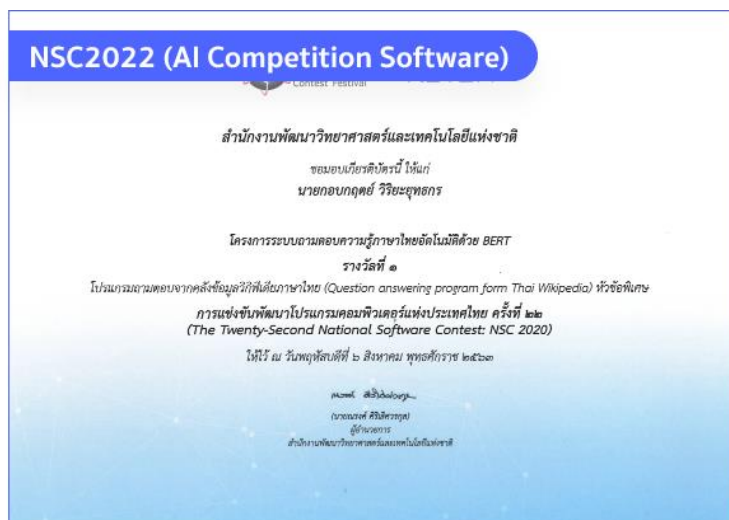 NSC2022 (AI Competition Software)
Contest Festival
สำนักงานพัฒนาวิทยาศาสตร์และเทคโนโลยีแห่งชาติ
ขอมอบเกียรติบัตรนี้ ให้แก่
นายกอบกฤตย์ วิริยะยุทธกร
โครงการระบบถามตอบความรู้ภาษาไทยอัตโนมัติด้วย BERT
รางวัลที่ ๑
โปรแกรมถามตอบจากคลังข้อมูลวิกิพีเดียภาษาไทย (Question answering program form Thai Wikipedia) หัวข้อพิเศษ
การแข่งขันพัฒนาโปรแกรมคอมพิวเตอร์แห่งประเทศไทย ครั้งที่ ๒๒
(The Twenty-Second National Software Contest: NSC 2020)
ให้ไว้ ณ วันพฤหัสบดีที่ ๖ สิงหาคม พุทธศักราช ๒๕๖๓
(นายณรงค์ ศิริเลิศวรกุล)
ผู้อำนวยการ
สำนักงานพัฒนาวิทยาศาสตร์และเทคโนโลยีแห่งชาติ